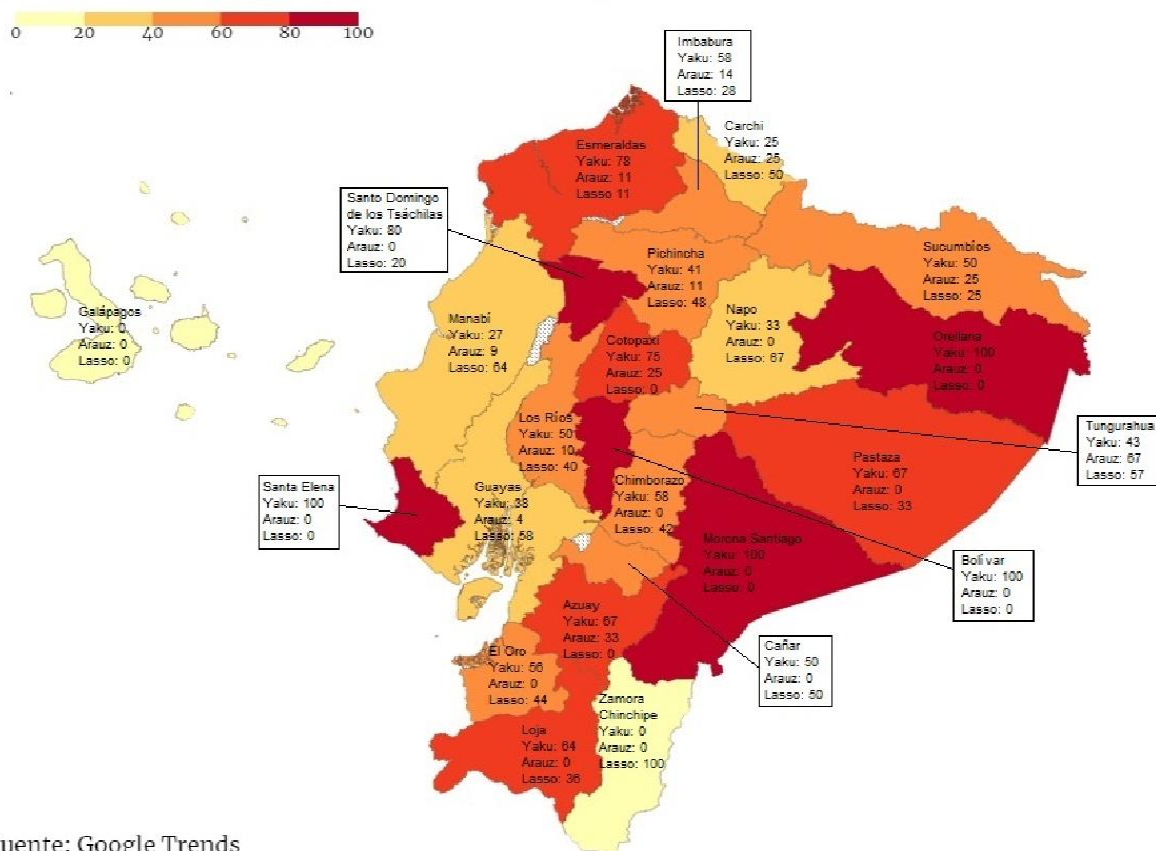 0 20 40 60 80 100
Imbabura
Yaku: 58
Arauz: 14
Lasso: 28
Carchi
Yaku: 25
Arauz: 25
Lasso: 50
Esmeraldas
Yaku: 78
Arauz: 11
Lasso 11
Santo Domingo
de los Tsáchilas
Yaku: 80
Arauz: 0
Lasso: 20
Pichincha
Yaku: 41
Arauz: 11
Lasso: 48
Sucumbíos
Yaku: 50
Arauz: 25
Lasso: 25
Galápagos
Yaku: 0
Arauz: 0
Lasso: 0
Manabí
Yaku: 27
Arauz: 9
Lasso: 64
Napo
Yaku: 33
Arauz: 0
Lasso: 67
Cotopaxi
Yaku: 75
Arauz: 25
Lasso: 0
Orellana
Yaku: 100
Arauz: 0
Lasso: 0
Los Ríos
Yaku: 50
Arauz: 10
Lasso: 40
Tungurahua
Yaku: 43
Arauz: 67
Lasso: 57
Pastaza
Yaku: 67
Arauz: 0
Lasso: 33
Santa Elena
Yaku: 100
Arauz: 0
Lasso: 0
Guayas
Yaku: 38
Arauz: 4
Lasso: 58
Chimborazo
Yaku: 58
Arauz: 0
Lasso: 42
Morona Santiago
Yaku: 100
Arauz: 0
Lasso: 0
Bolívar
Yaku: 100
Arauz: 0
Lasso: 0
Azuay
Yaku: 67
Arauz: 33
Lasso: 0
Cañar
Yaku: 50
Arauz: 0
Lasso: 50
El Oro
Yaku: 56
Arauz: 0
Lasso: 44
Zamora
Chinchipe
Yaku: 0
Arauz: 0
Lasso: 100
Loja
Yaku: 64
Arauz: 0
Lasso: 36
uente: Google Trends